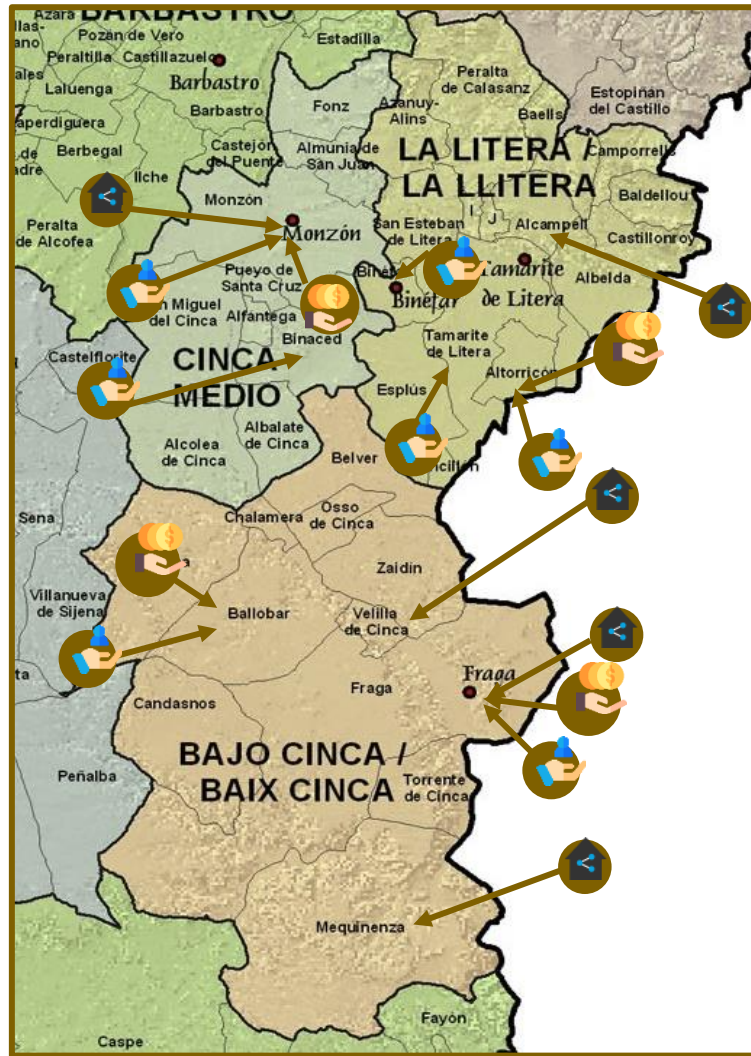 BARBASTRO
Azara
Pozán de Vero
Peraltilla
Castillazuelo
Estadilla
Laluenga
Barbastro
Barbastro
Fonz
Azanuy-
Alins
Peralta
de Calasanz
Baells
Estopiñán
del Castillo
Berbegal
Castejón
del Puente
Almunia de
San Juan
LA LITERA /
LA LLITERA
Camporrells
Baldellou
Ilche
Monzón
Monzón
Peralta
de Alcofea
San Esteban
de Litera
I
J
Alcampell
Castillonroy
Pueyo de
Santa Cruz
Binéfar
Tamarite
de Litera
Albelda
Miguel
del Cinca
Alfantega
Binaced
Castelflorite
CINCA
MEDIO
Tamarite
de Litera
Altorricón
Esplús
Alcolea
de Cinca
Albalate
de Cinca
Belver
Sena
Chalamera
Osso
de Cinca
Zaidín
Villanueva
de Sijena
Ballobar
Velilla
de Cinca
Candasnos
Fraga
Fraga
BAJO CINCA /
BAIX CINCA
Peñalba
Torrente
de Cinca
Mequinenza
Fayón
Caspe